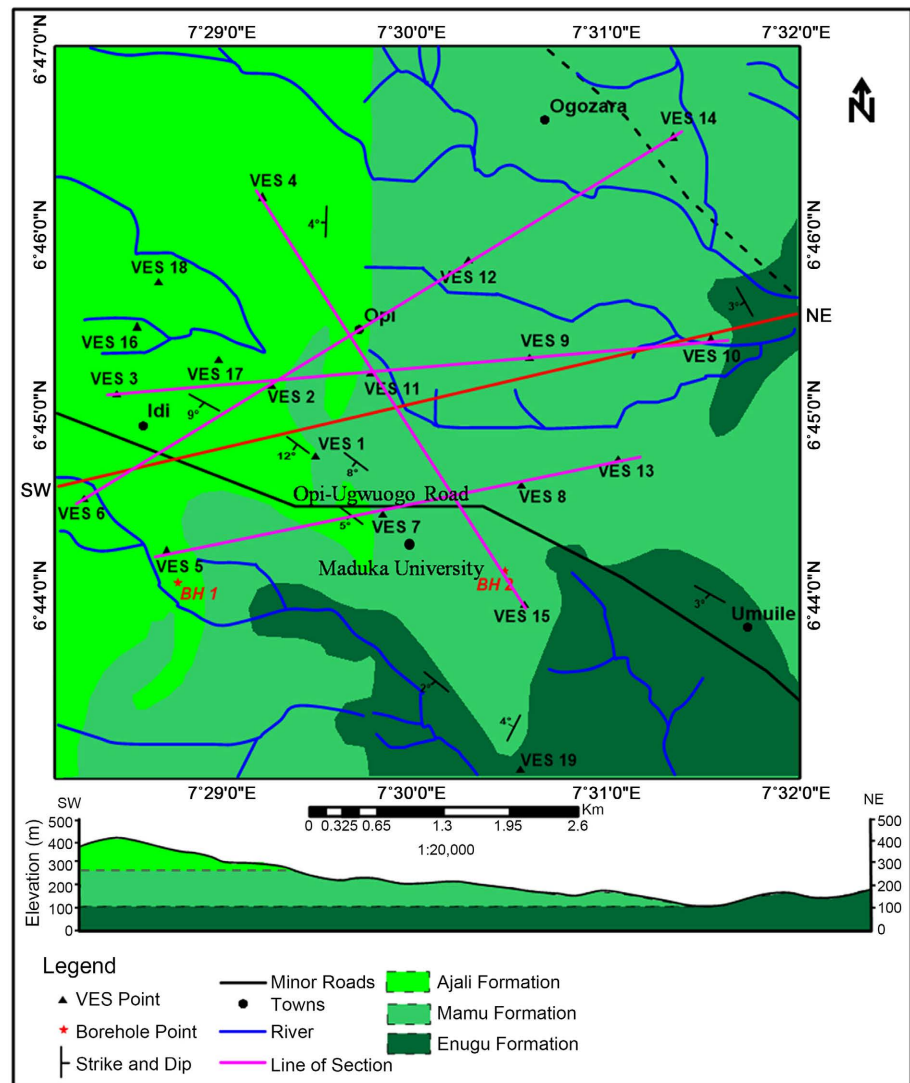 7°29'0"E 7°30'0"E 7°31'0"E 7°32'0"E
6°47'0"N
6°47'0"N
N
Ogozara
VES 14
VES 4
4°
6°46'0"N
6°46'0"N
VES 18
VES 12
3°
Opi
NE
VES 16
VES 9
VES 10
VES 17
VES 3
VES 2
VES 11
9°
Idi
6°45'0"N
6°45'0"N
VES 1
12°
8°
VES 13
SW
Opi-Ugwuogo Road
VES 8
VES 6
5°
VES 7
VES 5
Maduka University
BH 1
BH 2
6°44'0"N
6°44'0"N
VES 15
3°
Umuile
2°
4°
VES 19
7°29'0"E 7°30'0"E 7°31'0"E 7°32'0"E
SW
NE
Km
0 0.325 0.65 1.3 1.95 2.6
1:20,000
Elevation (m)
500
400
300
200
100
0
500
400
300
200
100
0
Legend
VES Point
Borehole Point
Strike and Dip
Minor Roads
Towns
River
Line of Section
Ajali Formation
Mamu Formation
Enugu Formation